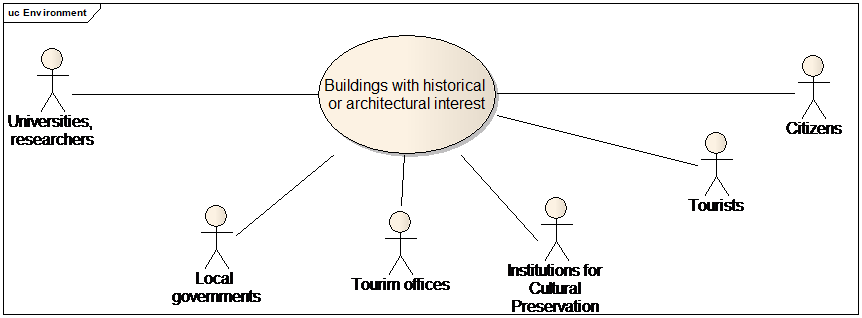 uc Environment
Buildings with historical
or architectural interest
Universities,
researchers
Citizens
Tourists
Local
governments
Tourim offices
Institutions for
Cultural
Preservation